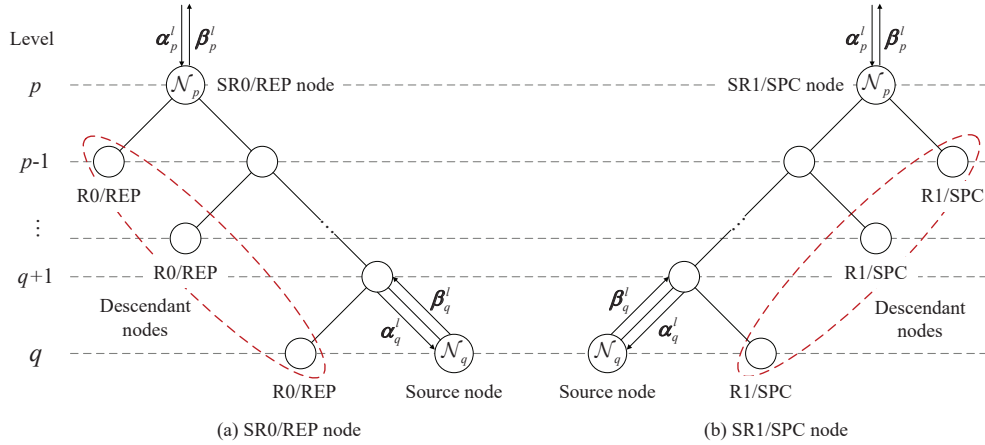 Level
α_p^l β_p^l α_p^l β_p^l
p 𝒩_p SR0/REP node SR1/SPC node 𝒩_p
p-1
R0/REP R1/SPC
⋮ ⋱ ⋰
R0/REP R1/SPC
q+1
Descendant β_q^l β_q^l Descendant
nodes α_q^l α_q^l nodes
q 𝒩_q 𝒩_q
R0/REP Source node Source node R1/SPC
(a) SR0/REP node (b) SR1/SPC node